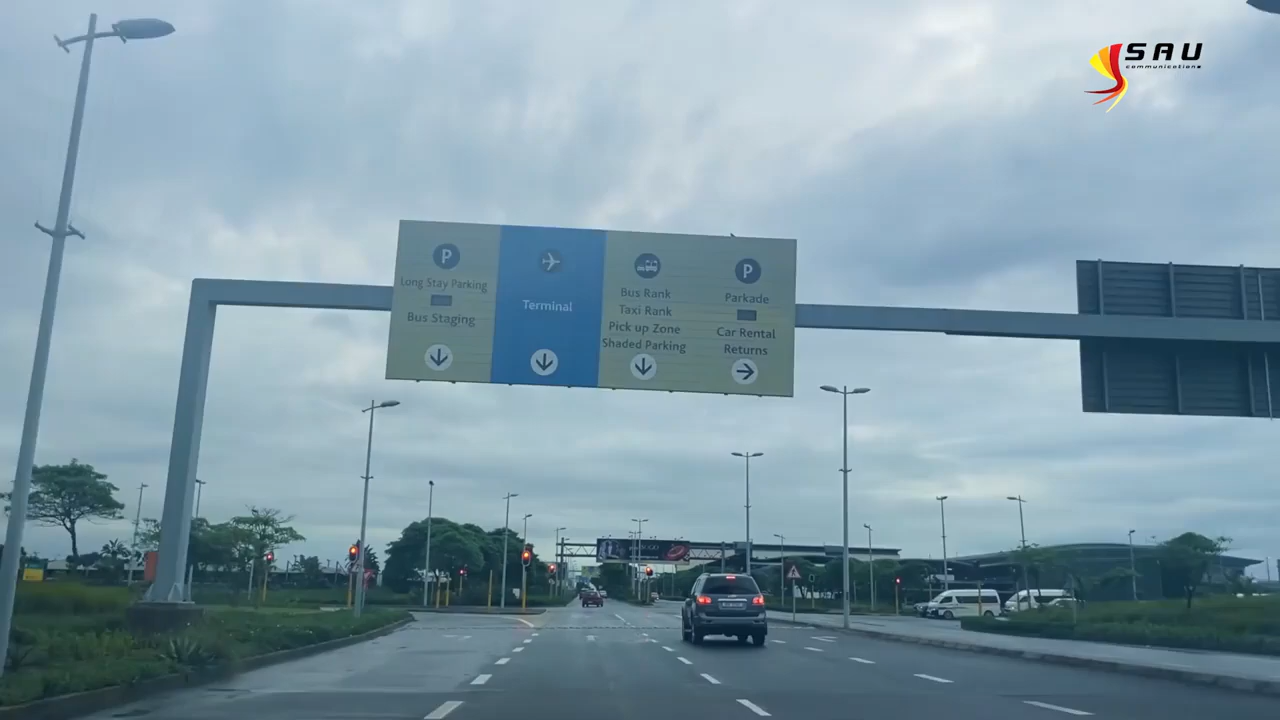 SAU
communications
P
Long Stay Parking
Bus Staging
Terminal
Bus Rank
Taxi Rank
Pick up Zone
Shaded Parking
P
Parkade
Car Rental
Returns